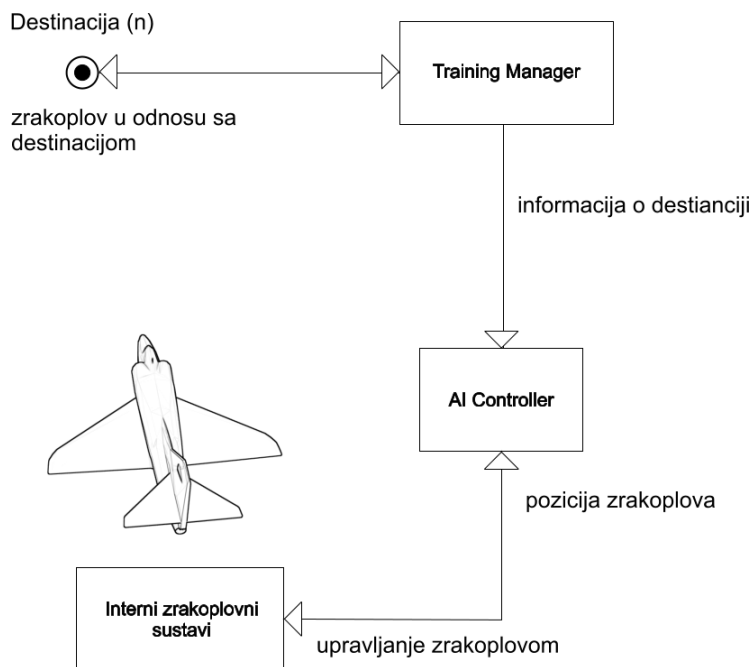 Destinacija (n)
Training Manager
zrakoplov u odnosu sa
destinacijom
informacija o destianciji
AI Controller
pozicija zrakoplova
Interni zrakoplovni
sustavi
upravljanje zrakoplovom